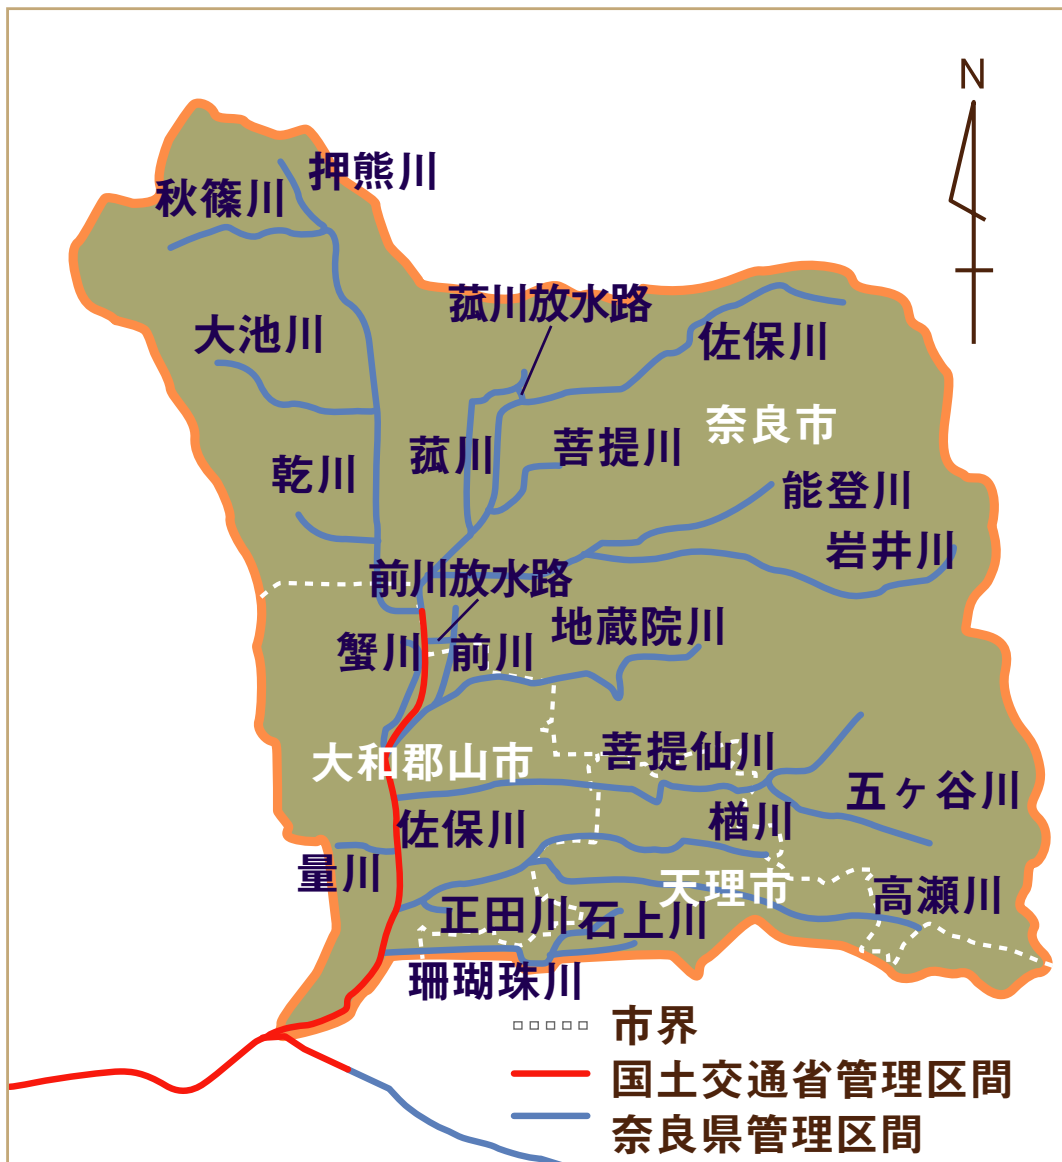 N
押熊川
秋篠川
菰川放水路
大池川
佐保川
奈良市
菰川
菩提川
乾川
能登川
岩井川
前川放水路
地蔵院川
蟹川
前川
菩提仙川
大和郡山市
五ヶ谷川
佐保川
楢川
量川
天理市
高瀬川
正田川
石上川
珊瑚珠川
市界
国土交通省管理区間
奈良県管理区間